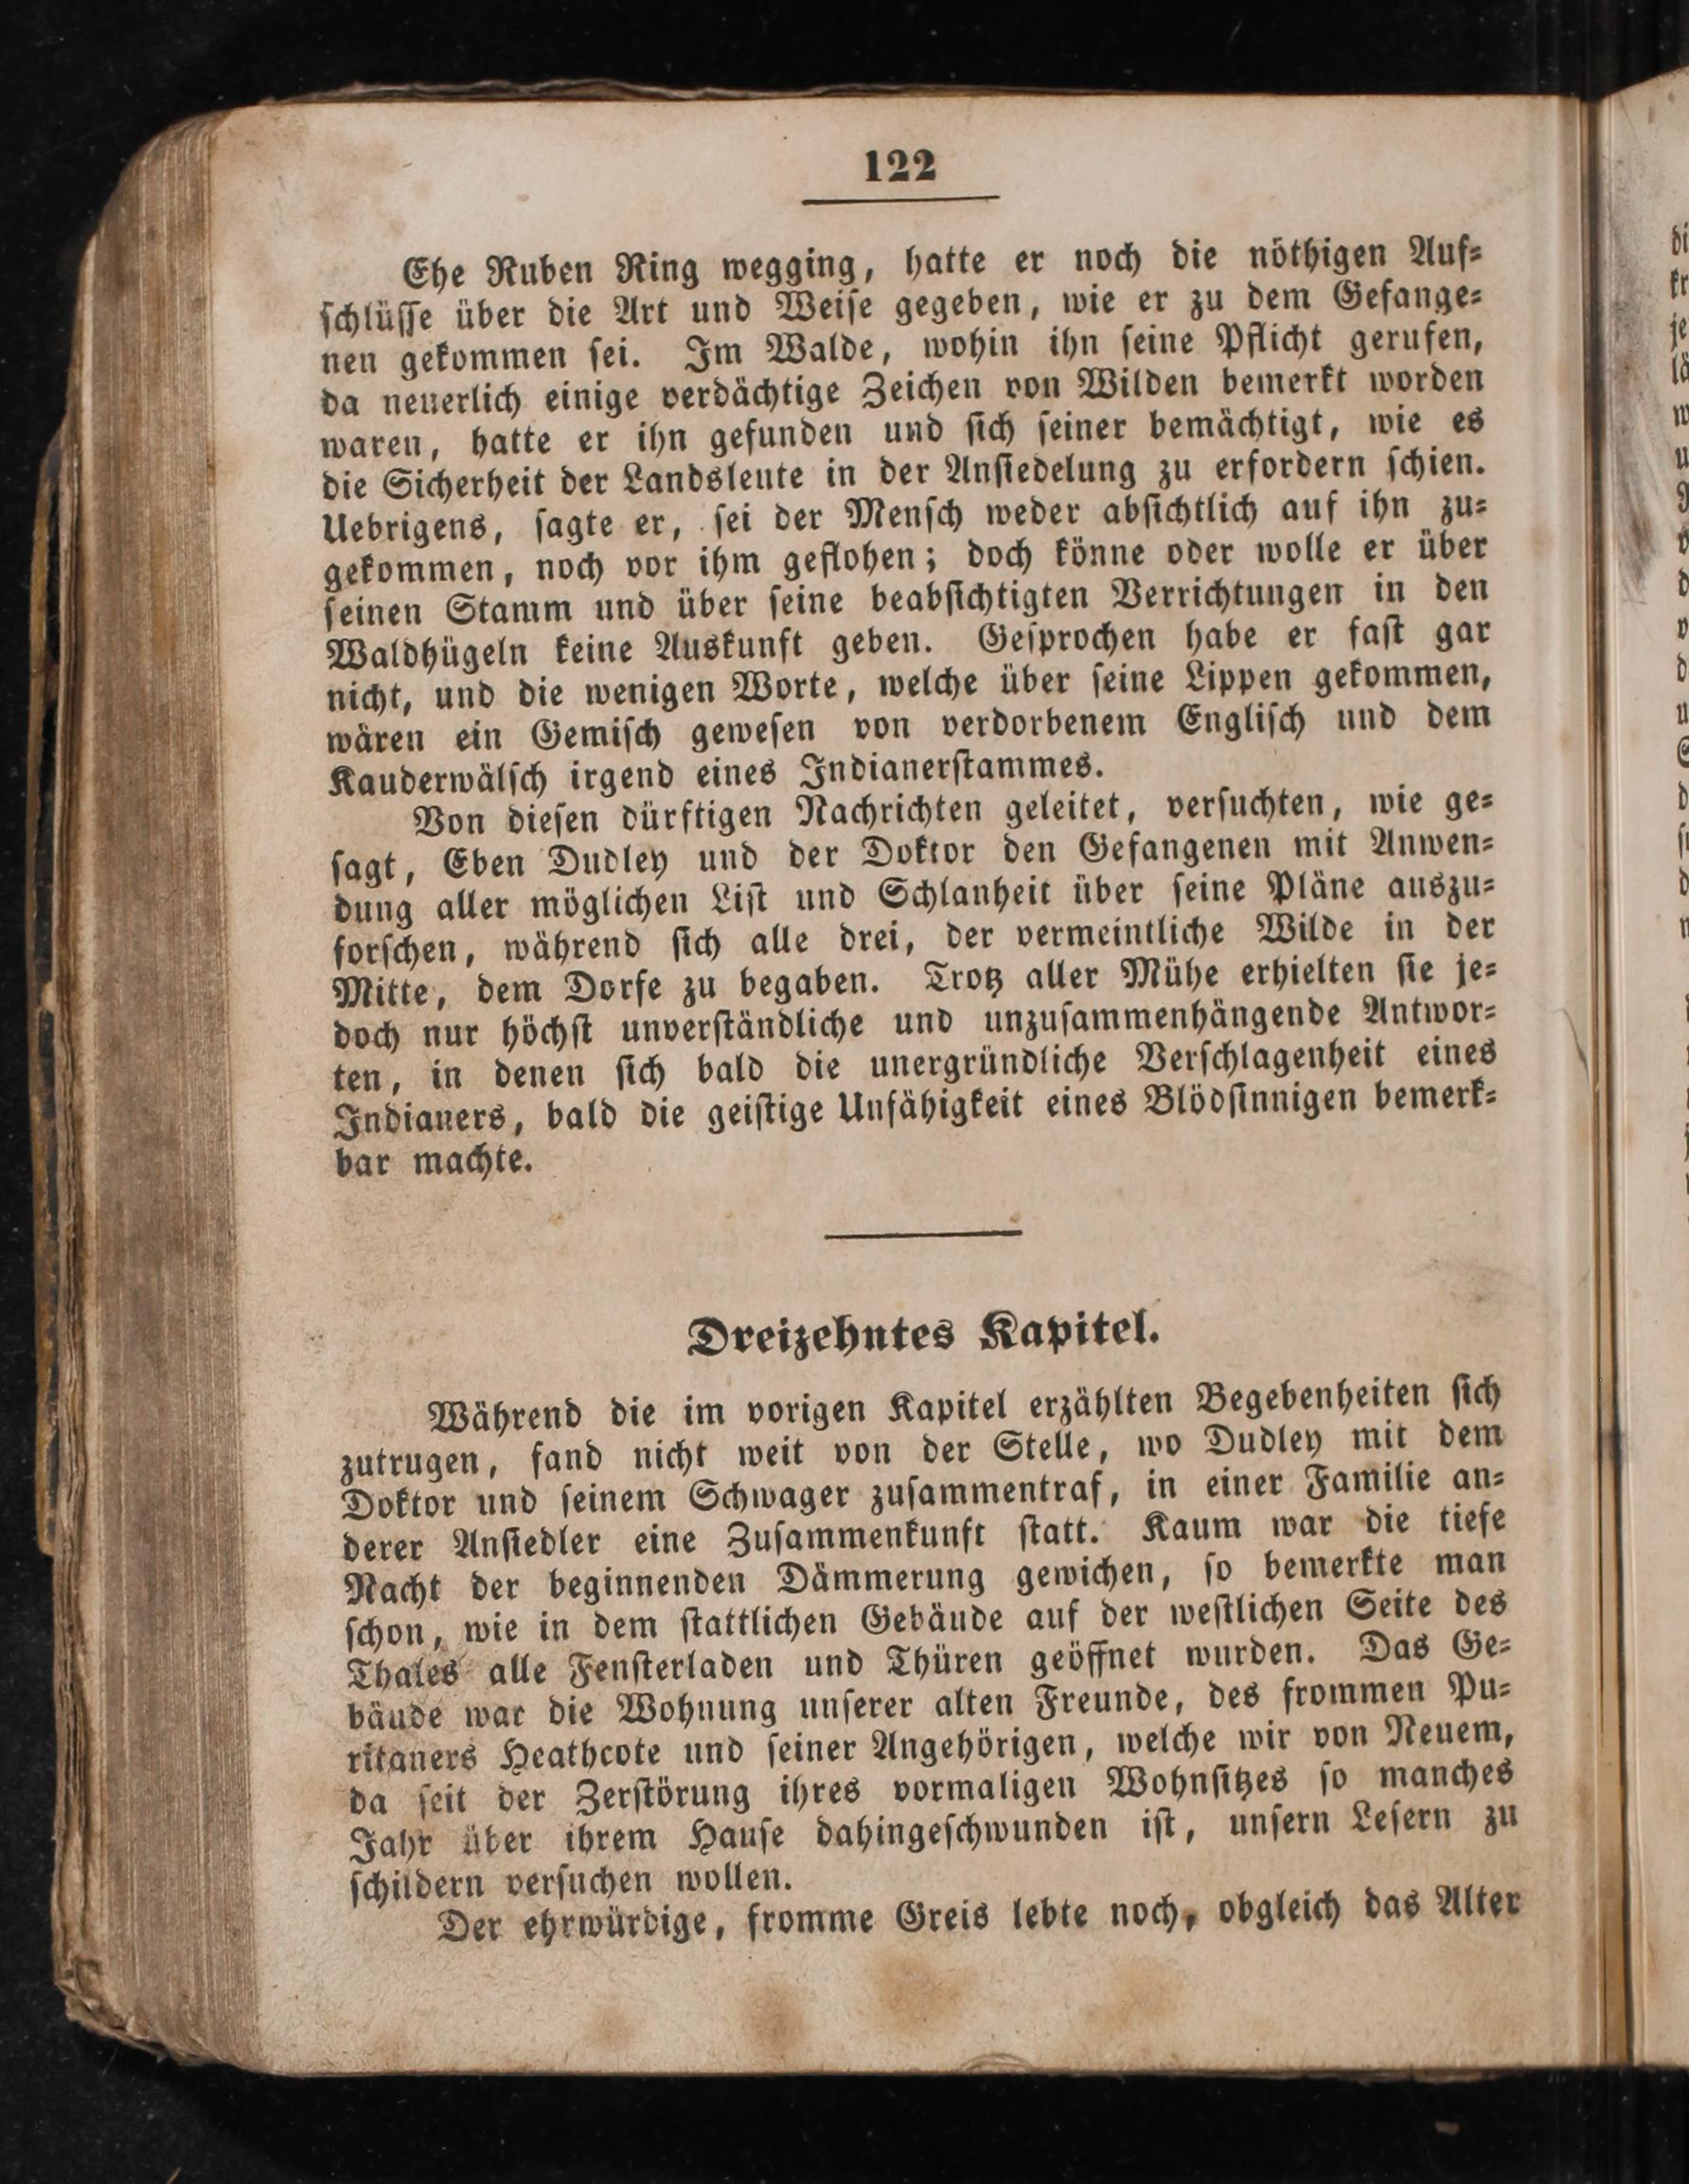 122
Ehe Ruben Ring wegging, hatte er noch die nöthigen Auf⸗
ſchlüſſe über die Art und Weiſe gegeben, wie er zu dem Gefange⸗
nen gekommen ſei. Im Walde, wohin ihn ſeine Pflicht gerufen,
da neuerlich einige verdächtige Zeichen von Wilden bemerkt worden
waren, hatte er ihn gefunden und ſich ſeiner bemächtigt, wie es
die Sicherheit der Landsleute in der Anſiedelung zu erfordern ſchien.
Uebrigens, ſagte er, ſei der Menſch weder abſichtlich auf ihn zu⸗
gekommen, noch vor ihm geflohen; doch könne oder wolle er über
ſeinen Stamm und über ſeine beabſichtigten Verrichtungen in den
Waldhügeln keine Auskunft geben. Geſprochen habe er faſt gar
nicht, und die wenigen Worte, welche über ſeine Lippen gekommen,
wären ein Gemiſch geweſen von verdorbenem Engliſch und dem
Kauderwälſch irgend eines Indianerſtammes.
Von dieſen dürftigen Nachrichten geleitet, verſuchten, wie ge⸗
ſagt, Eben Dudley und der Doktor den Gefangenen mit Anwen⸗
dung aller möglichen Liſt und Schlanheit über ſeine Pläne auszu⸗
forſchen, während ſich alle drei, der vermeintliche Wilde in der
Mitte, dem Dorfe zu begaben. Trotz aller Mühe erhielten ſie je⸗
doch nur höchſt unverſtändliche und unzuſammenhängende Antwor⸗
ten, in denen ſich bald die unergründliche Verſchlagenheit eines
Indianers, bald die geiſtige Unfähigkeit eines Blödſinnigen bemerk⸗
bar machte.
Dreizehntes Kapitel.
Während die im vorigen Kapitel erzählten Begebenheiten ſich
zutrugen, fand nicht weit von der Stelle, wo Dudley mit dem
Doktor und ſeinem Schwager zuſammentraf, in einer Familie an⸗
derer Anſiedler eine Zuſammenkunft ſtatt. Kaum war die tiefe
Nacht der beginnenden Dämmerung gewichen, ſo bemerkte man
ſchon, wie in dem ſtattlichen Gebäude auf der weſtlichen Seite des
Thales alle Fenſterladen und Thüren geöffnet wurden. Das Ge⸗
bäude war die Wohnung unſerer alten Freunde, des frommen Pu⸗
ritaners Heathcote und ſeiner Angehörigen, welche wir von Neuem,
da ſeit der Zerſtörung ihres vormaligen Wohnſitzes ſo manches
Jahr über ihrem Hauſe dahingeſchwunden iſt, unſern Leſern zu
ſchildern verſuchen wollen.
Der ehrwürdige, fromme Greis lebte noch, obgleich das Alter